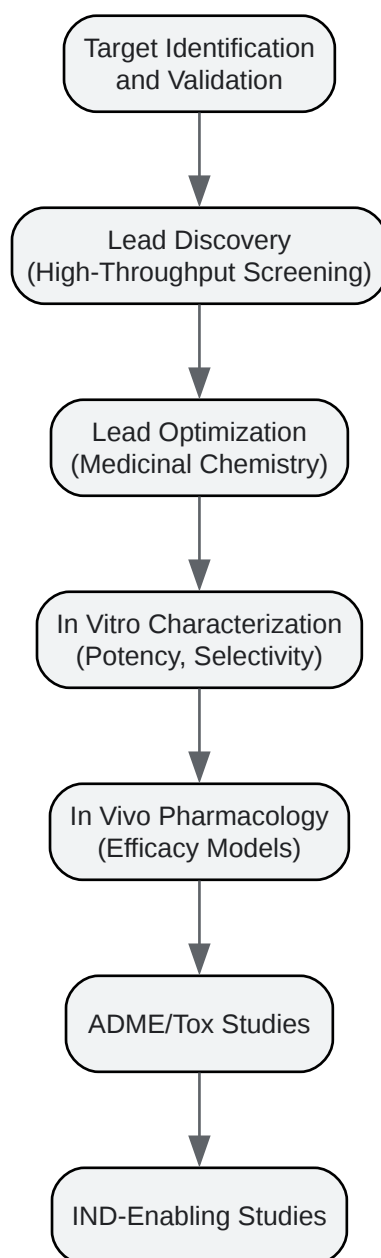 Target Identification
and Validation
Lead Discovery
(High-Throughput Screening)
Lead Optimization
(Medicinal Chemistry)
In Vitro Characterization
(Potency, Selectivity)
In Vivo Pharmacology
(Efficacy Models)
ADME/Tox Studies
IND-Enabling Studies